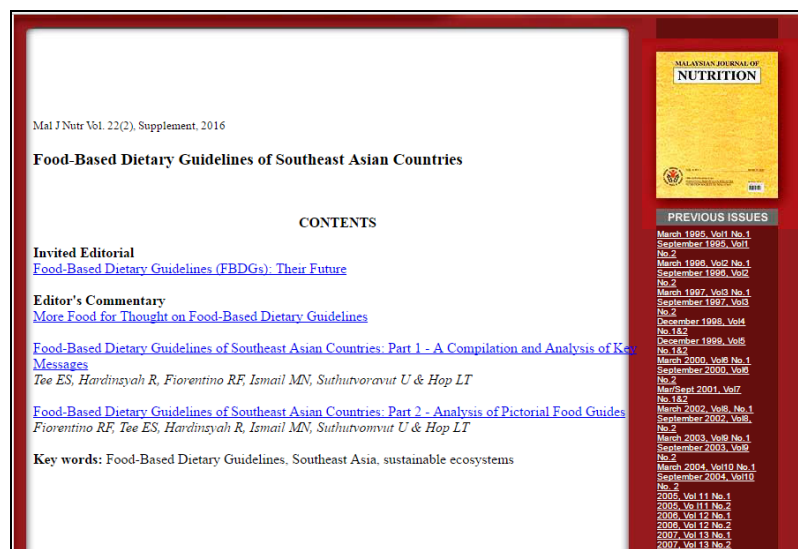 Mal J Nutr Vol. 22(2), Supplement, 2016
Food-Based Dietary Guidelines of Southeast Asian Countries
CONTENTS
Invited Editorial
Food-Based Dietary Guidelines (FBDGs): Their Future
Editor's Commentary
More Food for Thought on Food-Based Dietary Guidelines
Food-Based Dietary Guidelines of Southeast Asian Countries: Part 1 - A Compilation and Analysis of Key
Messages
Tee ES, Hardinsyah R, Fiorentino RF, Ismail MN, Suthutvoravut U & Hop LT
Food-Based Dietary Guidelines of Southeast Asian Countries: Part 2 - Analysis of Pictorial Food Guides
Fiorentino RF, Tee ES, Hardinsyah R, Ismail MN, Suthutvomvut U & Hop LT
Key words: Food-Based Dietary Guidelines, Southeast Asia, sustainable ecosystems
MALAYSIAN JOURNAL OF
NUTRITION
PREVIOUS ISSUES
March 1995, Vol1 No.1
September 1995, Vol1
No.2
March 1996, Vol2 No.1
September 1996, Vol2
No.2
March 1997, Vol3 No.1
September 1997, Vol3
No.2
December 1998, Vol4
No.1&2
December 1999, Vol5
No.1&2
March 2000, Vol6 No.1
September 2000, Vol6
No.2
Mar/Sept 2001, Vol7
No.1&2
March 2002, Vol8, No.1
September 2002, Vol8,
No.2
March 2003, Vol9 No.1
September 2003, Vol9
No.2
March 2004, Vol10 No.1
September 2004, Vol10
No. 2
2005, Vol 11 No.1
2005, Vo l11 No.2
2006, Vol 12 No.1
2006, Vol 12 No.2
2007, Vol 13 No.1
2007, Vol 13 No.2